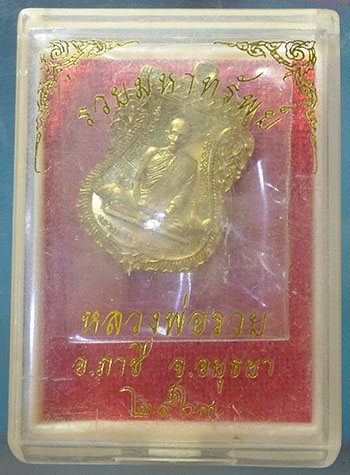 รวยมหาทรัพย์
หลวงพ่อรวย
อ.ภาชี จ.อยุธยา
๒๕๖๓